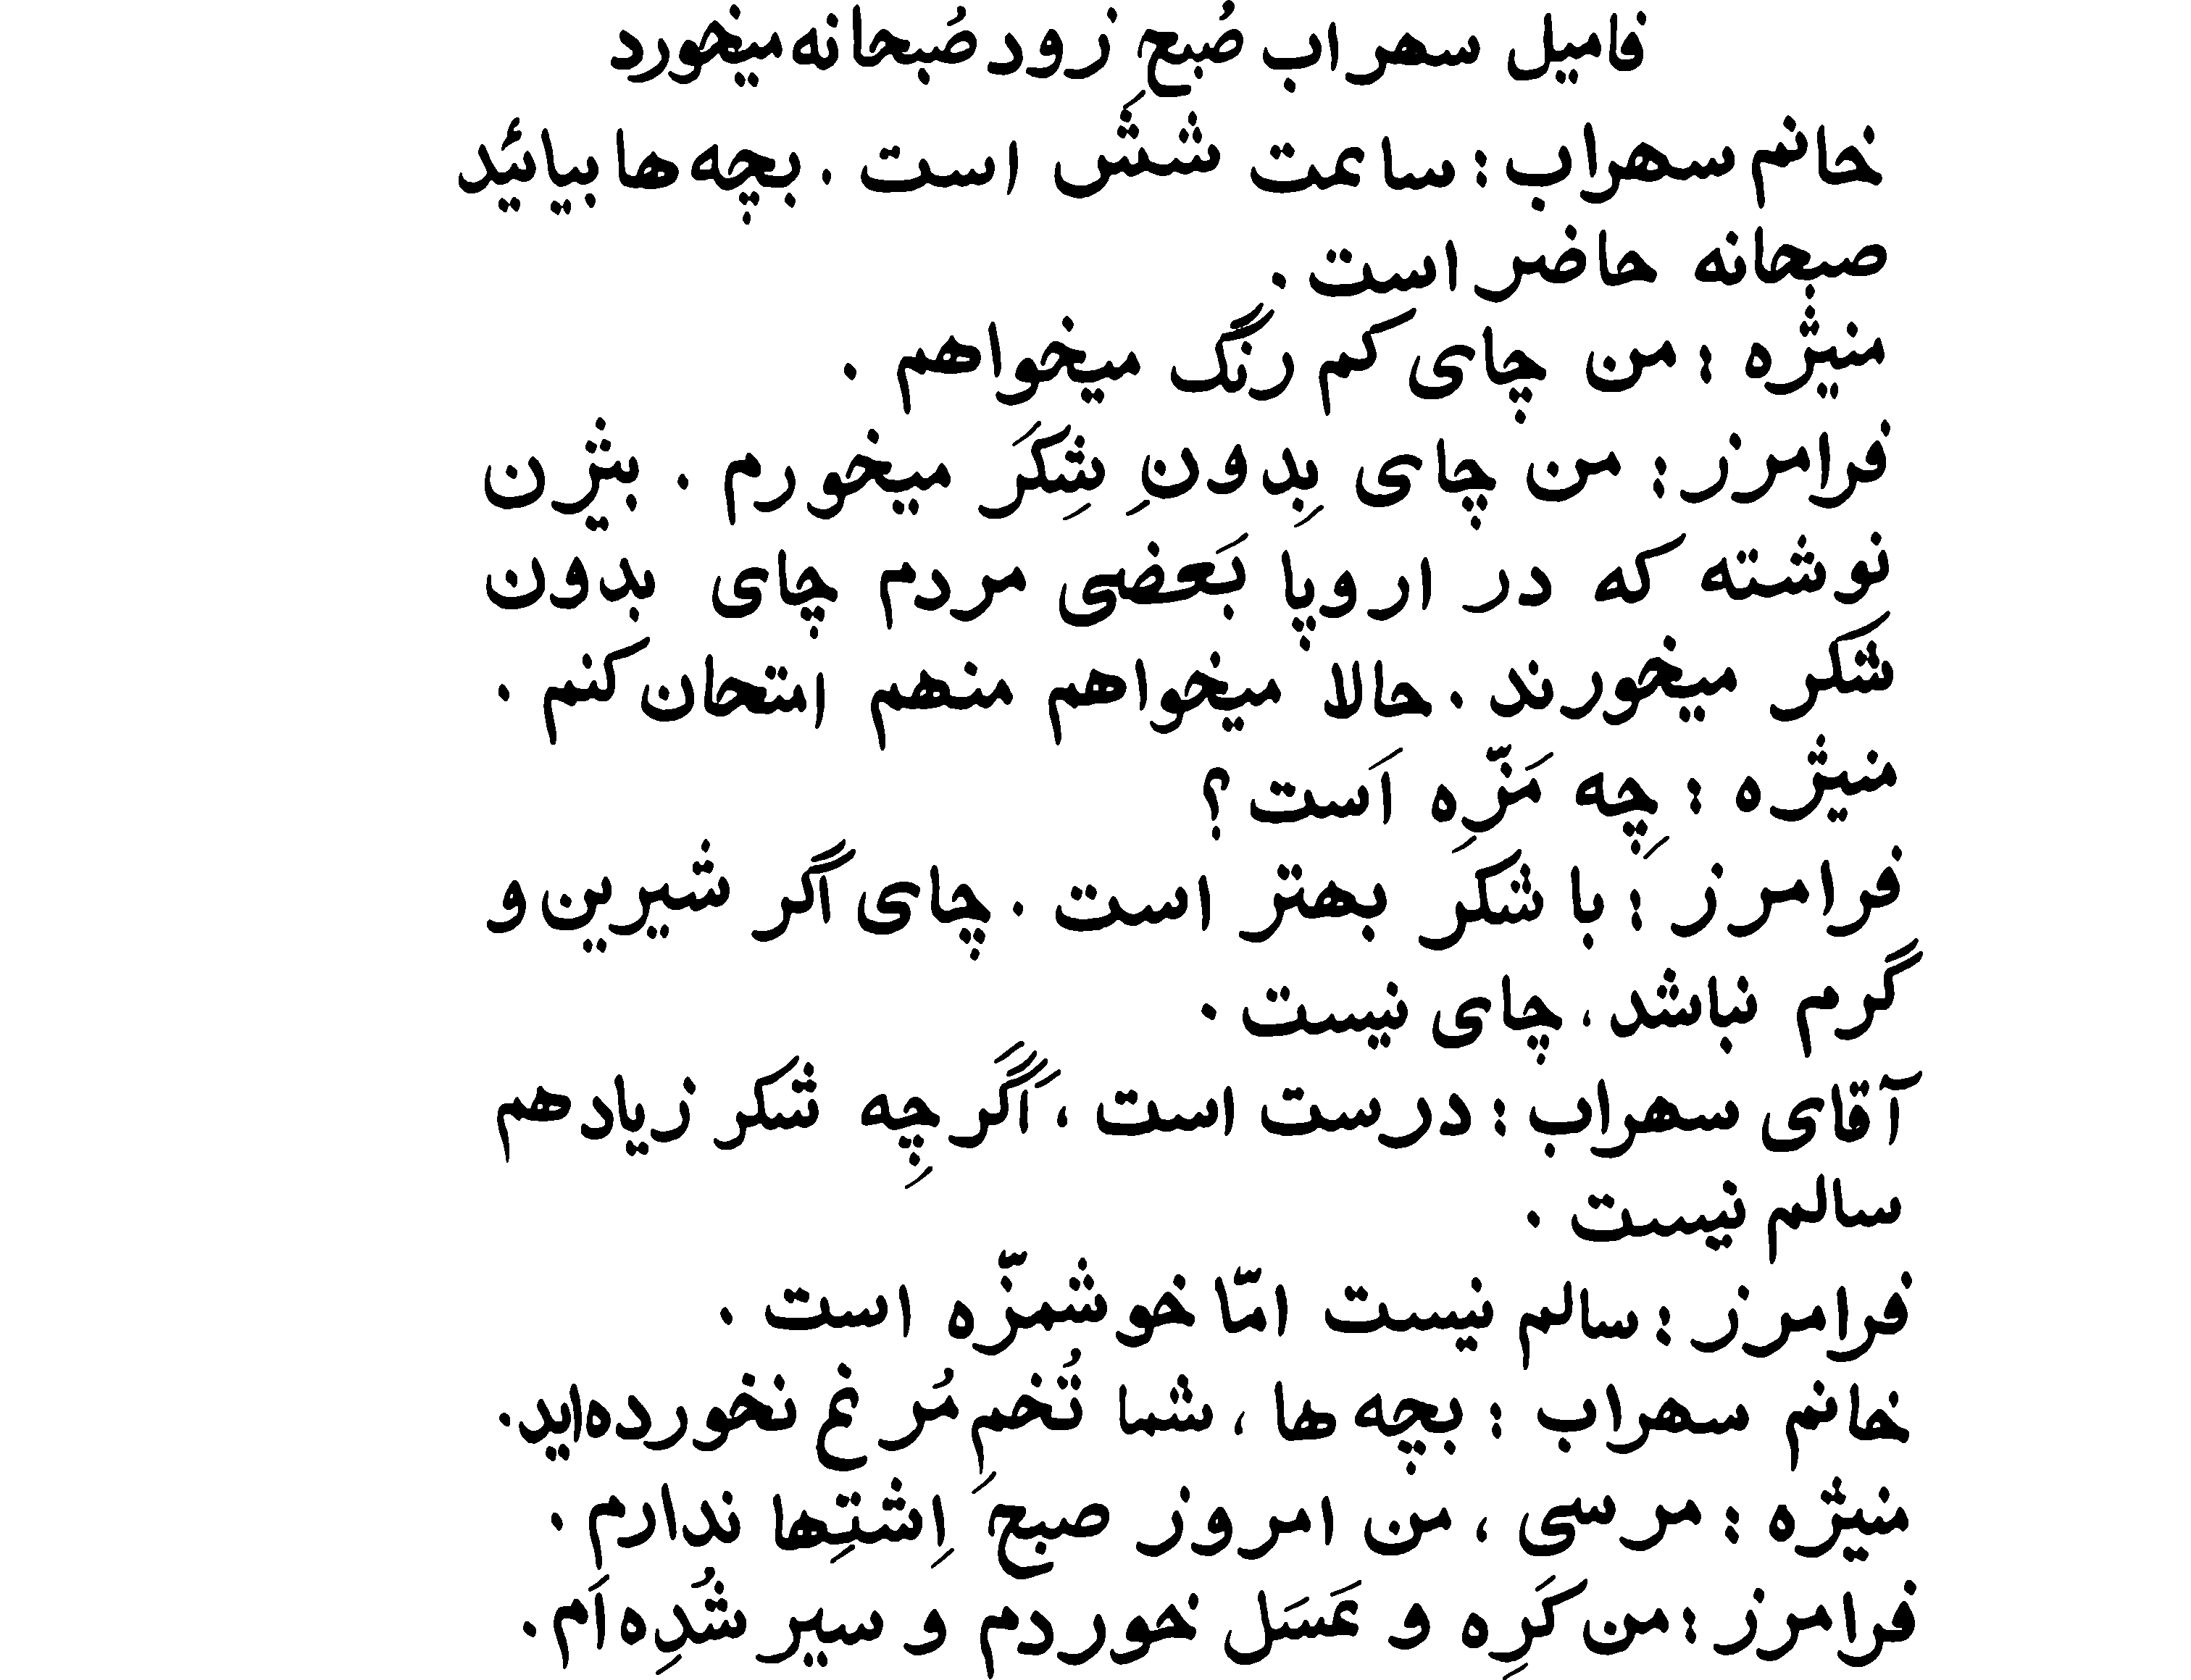 فامیل سهراب صُبح زود صُبحانه میخورد
خانم سهراب : ساعت شَش است . بچه ها بیائید
صبحانه حاضر است .
منیژه : من چای کم رنگ میخواهم .
فرامرز : من چای بِدونِ شِکَر میخورم . بیژن
نوشته که در اروپا بَعضی مردم چای بدون
شکر میخورند . حالا میخواهم منهم امتحان کنم .
منیژه : چِه مَزّه اَست ؟
فرامرز : با شکر بهتر است . چای اگر شیرین و
گرم نباشد ، چای نیست .
آقای سهراب : درست است ، اَگَر چِه شکر زیاد هم
سالم نیست .
فرامرز : سالم نیست امّا خوشمزّه است .
خانم سهراب : بچه ها ، شما تُخمِ مُرغ نخورده‌اید .
منیژه : مرسی ، من امروز صبح اِشتِها ندارم .
فرامرز : من کَرِه و عَسَل خوردم و سیر شُدِه اَم .